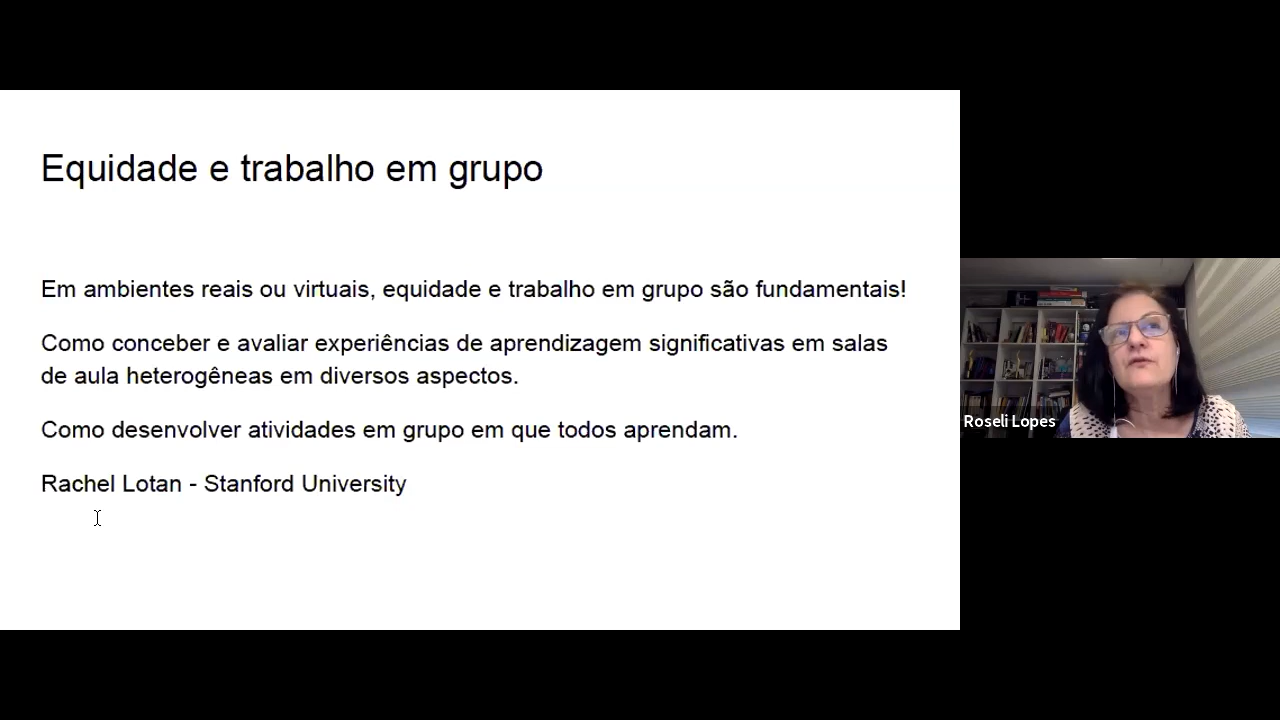 Equidade e trabalho em grupo
Em ambientes reais ou virtuais, equidade e trabalho em grupo são fundamentais!
Como conceber e avaliar experiências de aprendizagem significativas em salas
de aula heterogêneas em diversos aspectos.
Como desenvolver atividades em grupo em que todos aprendam.
Rachel Lotan - Stanford University
Roseli Lopes